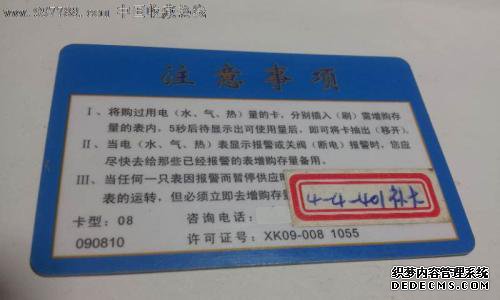 www.997788.com 中国收藏热线
注意事项
Ⅰ、将购过用电（水、气、热）量的卡，分别插入（刷）需增购存
量的表内，5秒后待显示出可使用量后，即可将卡抽出（移开）。
Ⅱ、当电（水、气、热）表显示报警或关阀（断电）报警时，您应
尽快去给那些已经报警的表增购存量备用。
Ⅲ、当任何一只表因报警而暂停供应时
表的运转，但必须立即去增购存量
4-4-401补卡
卡型：08 咨询电话：
090810 许可证号：XK09-008 1055
织梦内容管理系统
DEDECMS.COM